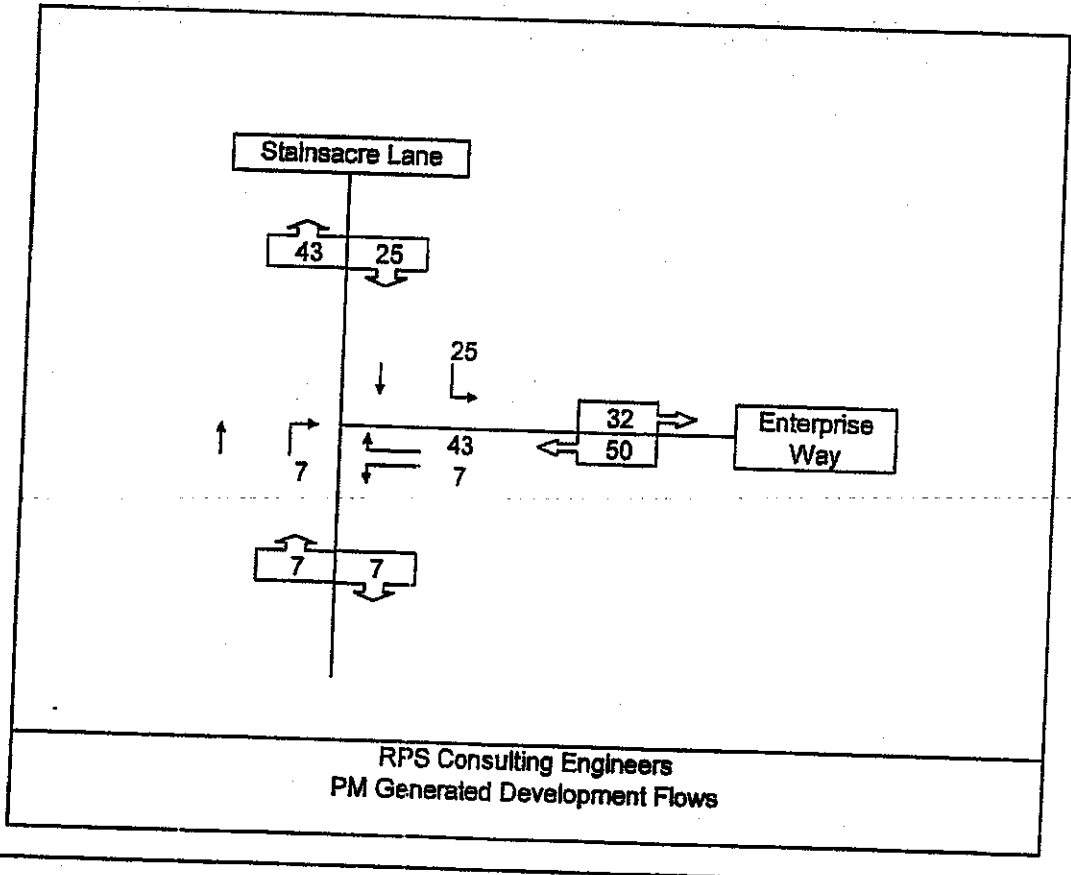 Stainsacre Lane
43 25
25
32
Enterprise
Way
50
43
7
7
7 7
RPS Consulting Engineers
PM Generated Development Flows